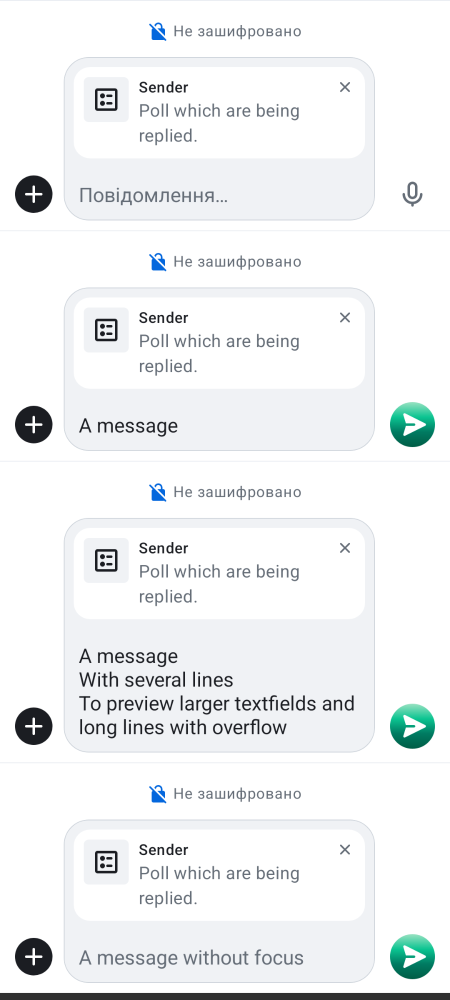 Не зашифровано
Sender
Poll which are being
replied.
Повідомлення…
Не зашифровано
Sender
Poll which are being
replied.
A message
Не зашифровано
Sender
Poll which are being
replied.
A message
With several lines
To preview larger textfields and
long lines with overflow
Не зашифровано
Sender
Poll which are being
replied.
A message without focus